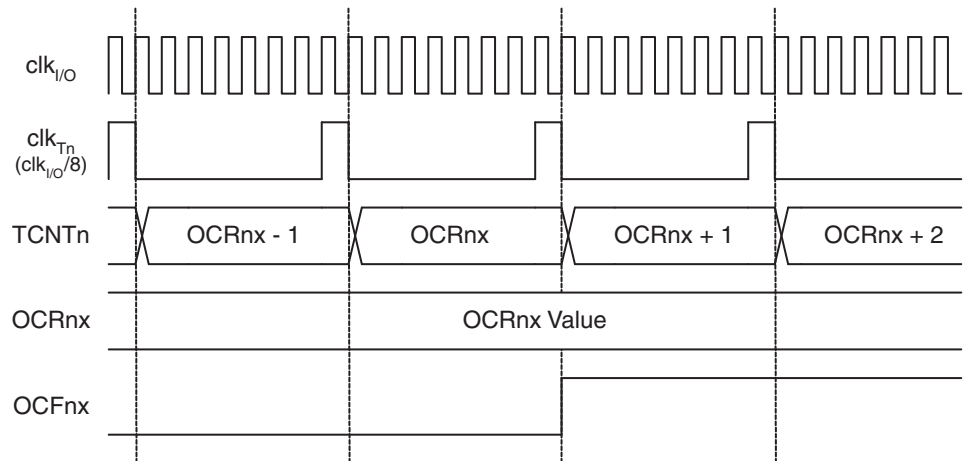 clkI/O
clkTn
(clkI/O/8)
TCNTn OCRnx - 1 OCRnx OCRnx + 1 OCRnx + 2
OCRnx OCRnx Value
OCFnx